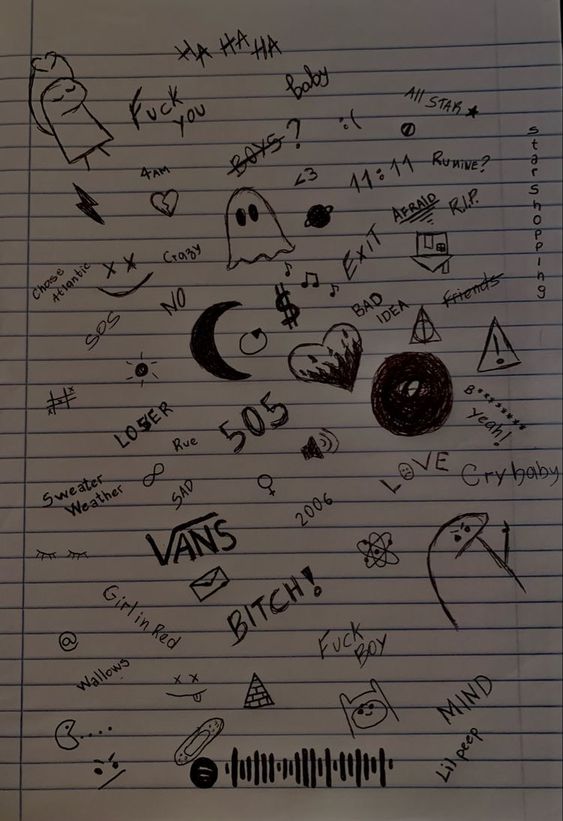 HA HA HA
baby
FUCK
YOU
All STAR
BOYS?
:(
4AM
<3
11:11
RUMINE?
star shopping
AFRAID
R.I.P.
EXIT
Crazy
Chase
Atlantic
NO
$
BAD
IDEA
friends
SOS
!
#
LOSER
505
B••••••••
yeah!
Rue
LOVE
Crybaby
Sweater
Weather
SAD
2006
VANS
Girl in Red
BITCH!
@
FUCK
BOY
Wallows
MIND
Lil peep